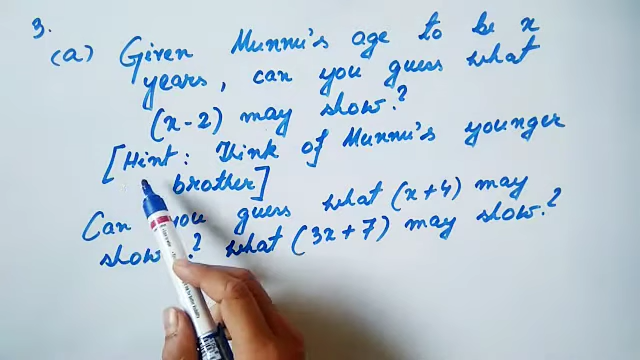 3.
(a) Given Munnu's age to be x
years, can you guess what
(x-2) may show?
[Hint: Think of Munnu's younger
brother]
Can you guess what (x+4) may
show? what (3x+7) may show?